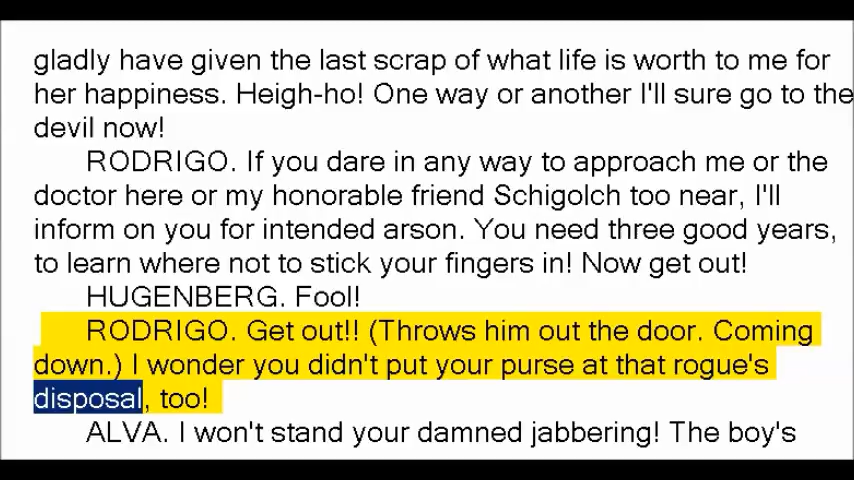 gladly have given the last scrap of what life is worth to me for
her happiness. Heigh-ho! One way or another I'll sure go to the
devil now!
RODRIGO. If you dare in any way to approach me or the
doctor here or my honorable friend Schigolch too near, I'll
inform on you for intended arson. You need three good years,
to learn where not to stick your fingers in! Now get out!
HUGENBERG. Fool!
RODRIGO. Get out!! (Throws him out the door. Coming
down.) I wonder you didn't put your purse at that rogue's
disposal, too!
ALVA. I won't stand your damned jabbering! The boy's